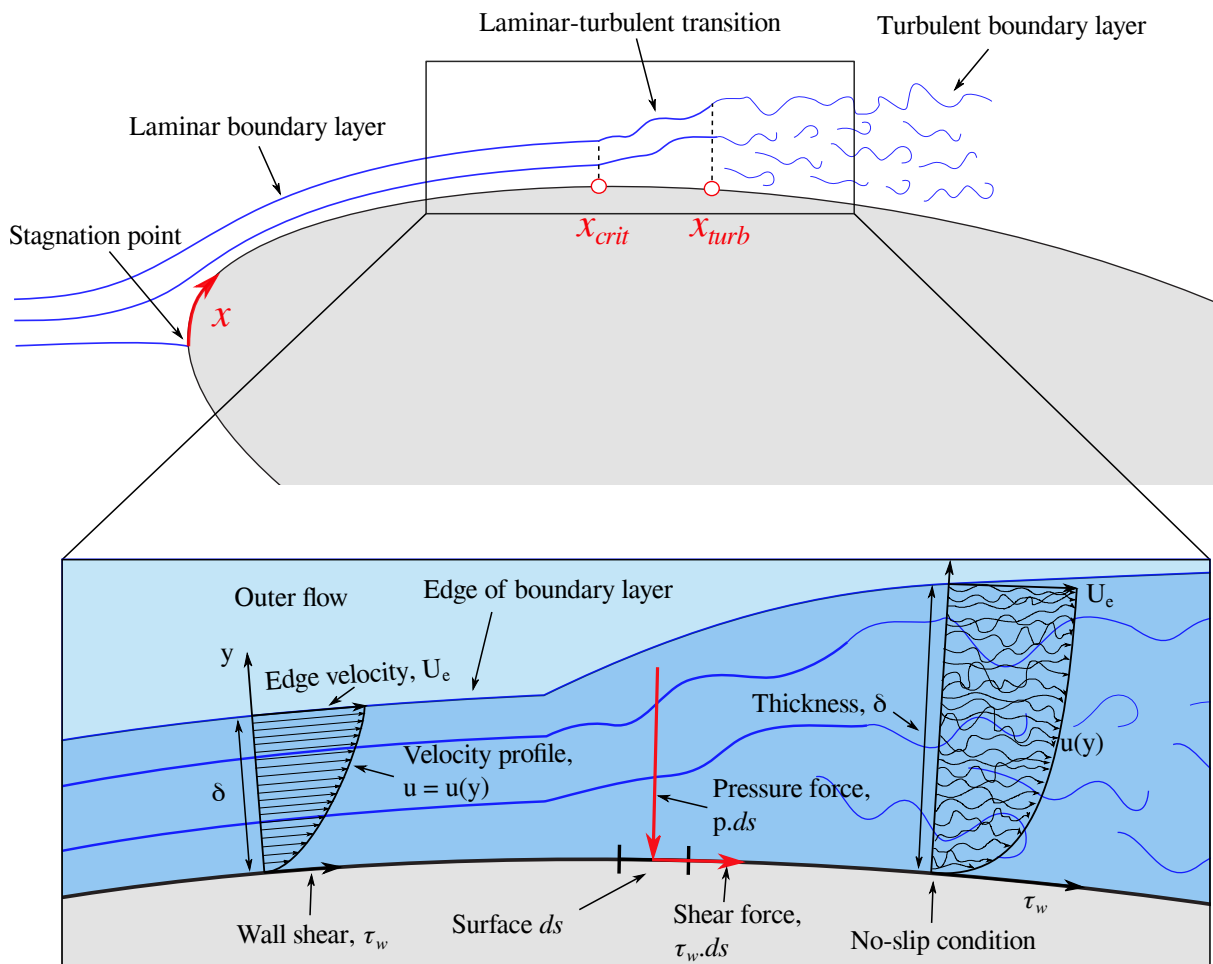 Laminar-turbulent transition
Turbulent boundary layer
Laminar boundary layer
Stagnation point
x
x_crit
x_turb
Outer flow
Edge of boundary layer
U_e
y
Edge velocity, U_e
Thickness, δ
δ
Velocity profile,
u = u(y)
u(y)
Pressure force,
p.ds
Wall shear, τ_w
Surface ds
Shear force,
τ_w.ds
No-slip condition
τ_w